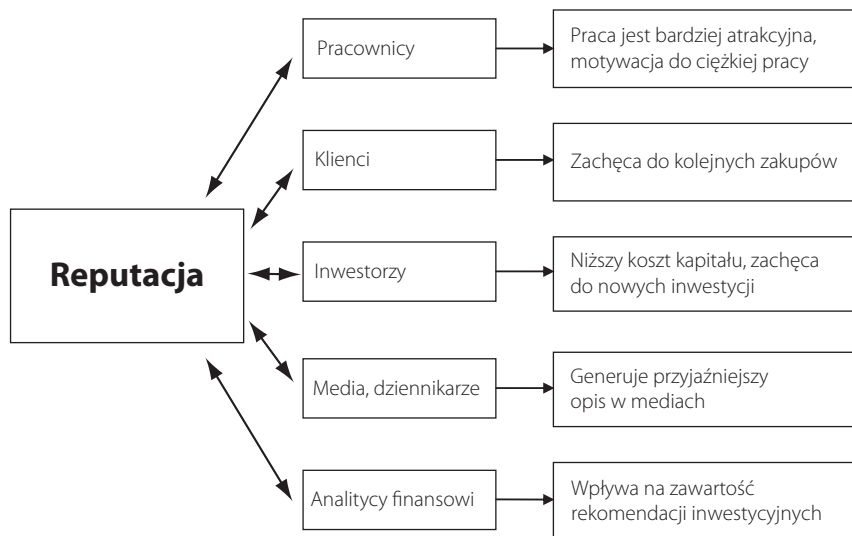 Pracownicy
Praca jest bardziej atrakcyjna,
motywacja do ciężkiej pracy
Klienci
Zachęca do kolejnych zakupów
Reputacja
Inwestorzy
Niższy koszt kapitału, zachęca
do nowych inwestycji
Media, dziennikarze
Generuje przyjaźniejszy
opis w mediach
Analitycy finansowi
Wpływa na zawartość
rekomendacji inwestycyjnych